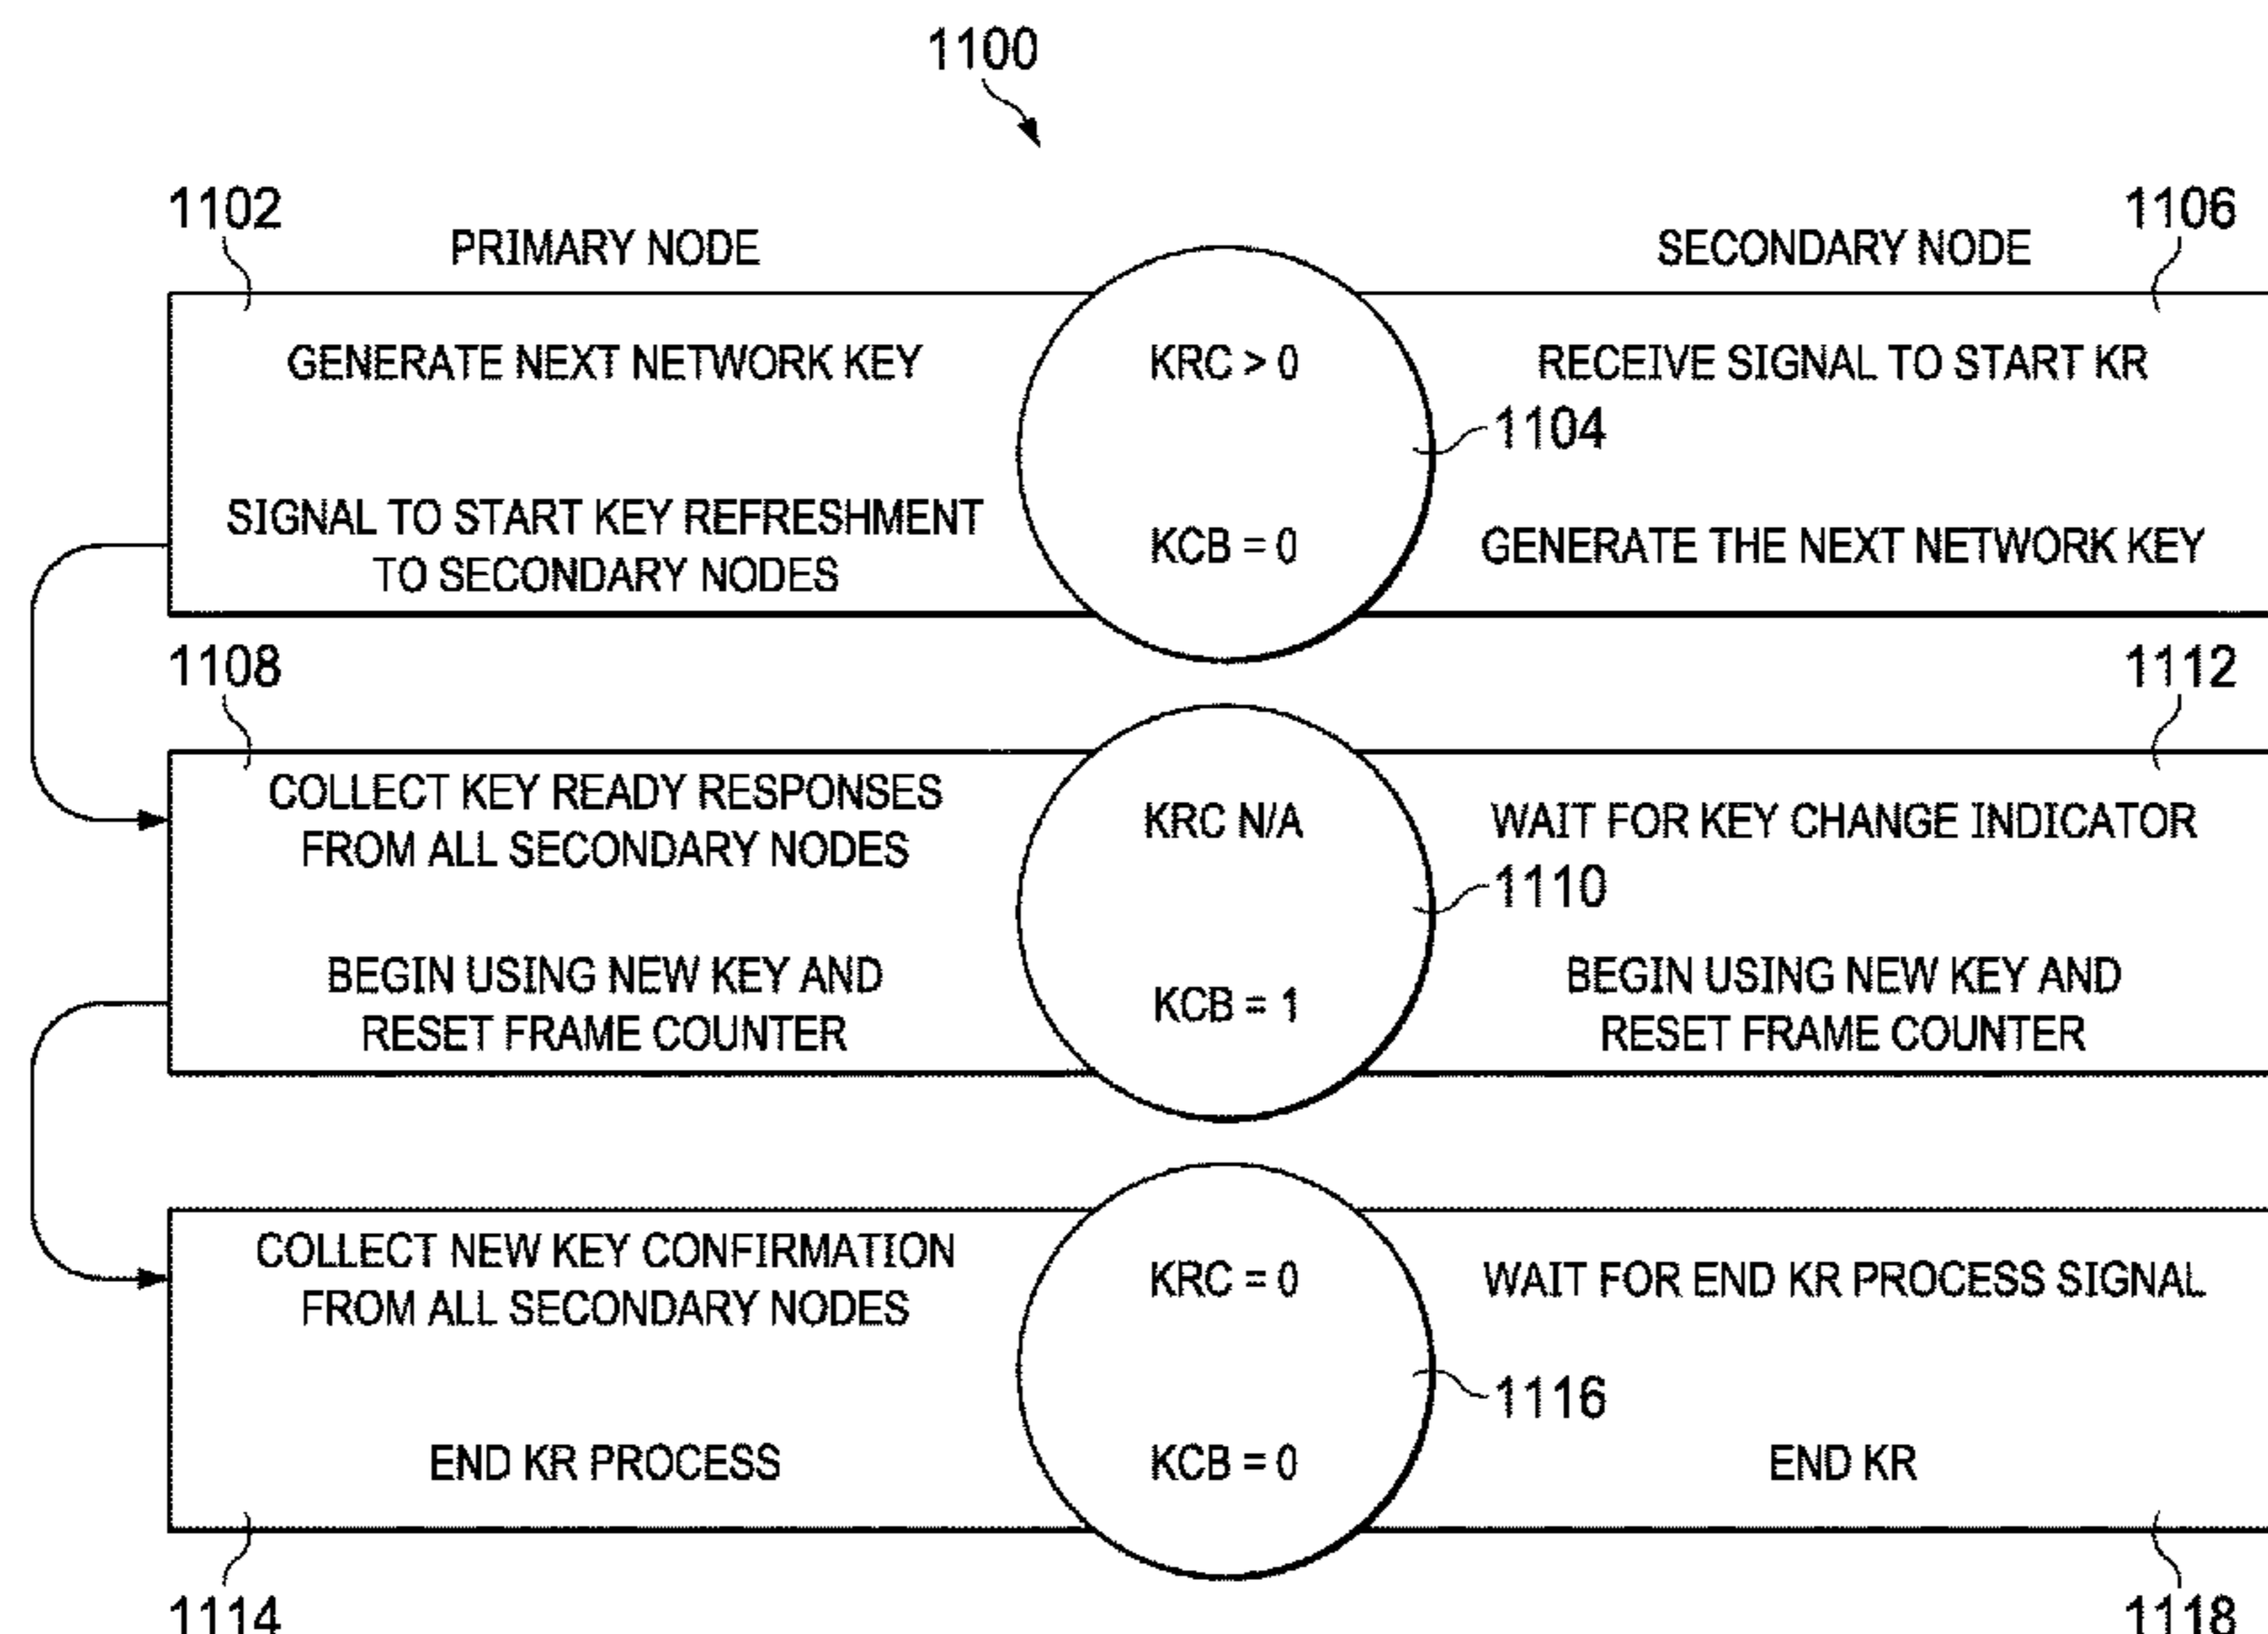 1100
1102
PRIMARY NODE
SECONDARY NODE
1106
GENERATE NEXT NETWORK KEY
KRC > 0
RECEIVE SIGNAL TO START KR
1104
SIGNAL TO START KEY REFRESHMENT
TO SECONDARY NODES
KCB = 0
GENERATE THE NEXT NETWORK KEY
1108
1112
COLLECT KEY READY RESPONSES
FROM ALL SECONDARY NODES
KRC N/A
WAIT FOR KEY CHANGE INDICATOR
1110
BEGIN USING NEW KEY AND
RESET FRAME COUNTER
KCB = 1
BEGIN USING NEW KEY AND
RESET FRAME COUNTER
COLLECT NEW KEY CONFIRMATION
FROM ALL SECONDARY NODES
KRC = 0
WAIT FOR END KR PROCESS SIGNAL
1116
END KR PROCESS
KCB = 0
END KR
1114
1118